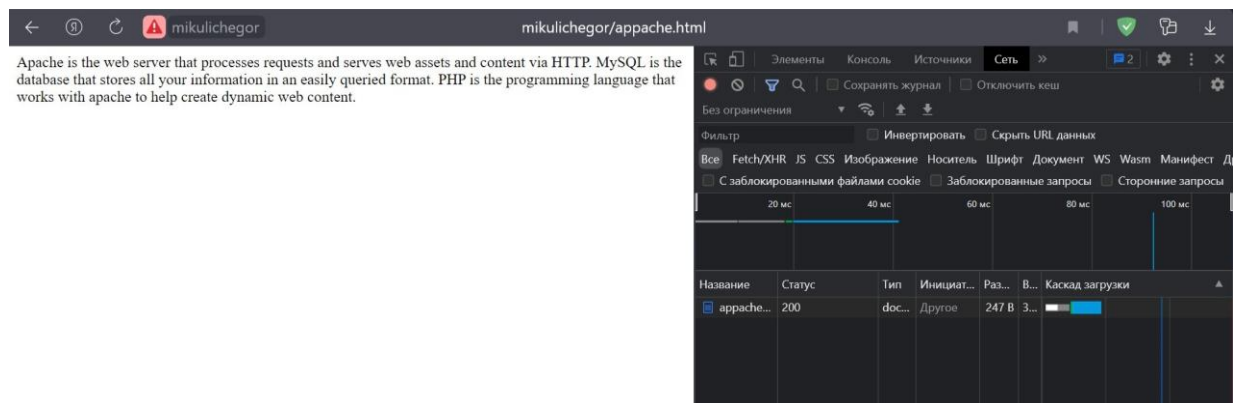 mikulichegor mikulichegor/appache.html
Apache is the web server that processes requests and serves web assets and content via HTTP. MySQL is the
database that stores all your information in an easily queried format. PHP is the programming language that
works with apache to help create dynamic web content.
Элементы Консоль Источники Сеть » 2
Сохранять журнал Отключить кеш
Без ограничения
Фильтр Инвертировать Скрыть URL данных
Все Fetch/XHR JS CSS Изображение Носитель Шрифт Документ WS Wasm Манифест
С заблокированными файлами cookie Заблокированные запросы Сторонние запросы
20 мс 40 мс 60 мс 80 мс 100 мс
Название Статус Тип Инициат... Раз... В... Каскад загрузки
appache... 200 doc... Другое 247 B 3...